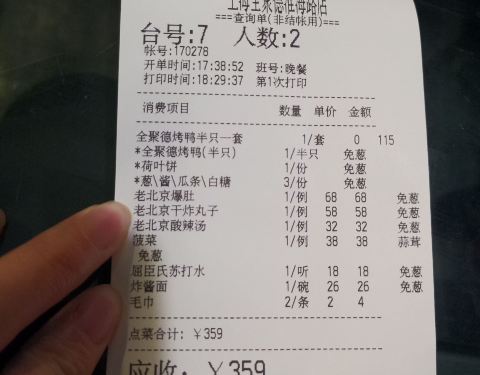 ===查询单(非结帐用)===
台号:7 人数:2
帐号:170278
开单时间:17:38:52 班号:晚餐
打印时间:18:29:37 第1次打印
消费项目 数量 单价 金额
全聚德烤鸭半只一套 1/套 0 115
*全聚德烤鸭(半只) 1/半只 免葱
*荷叶饼 1/份 免葱
*葱\酱\瓜条\白糖 3/份 免葱
老北京爆肚 1/例 68 68 免葱
老北京干炸丸子 1/例 58 58 免葱
老北京酸辣汤 1/例 32 32 免葱
菠菜 1/例 38 38 蒜茸
免葱
屈臣氏苏打水 1/听 18 18 免葱
炸酱面 1/碗 26 26 免葱
毛巾 2/条 2 4
点菜合计: ￥359
应收: ￥359